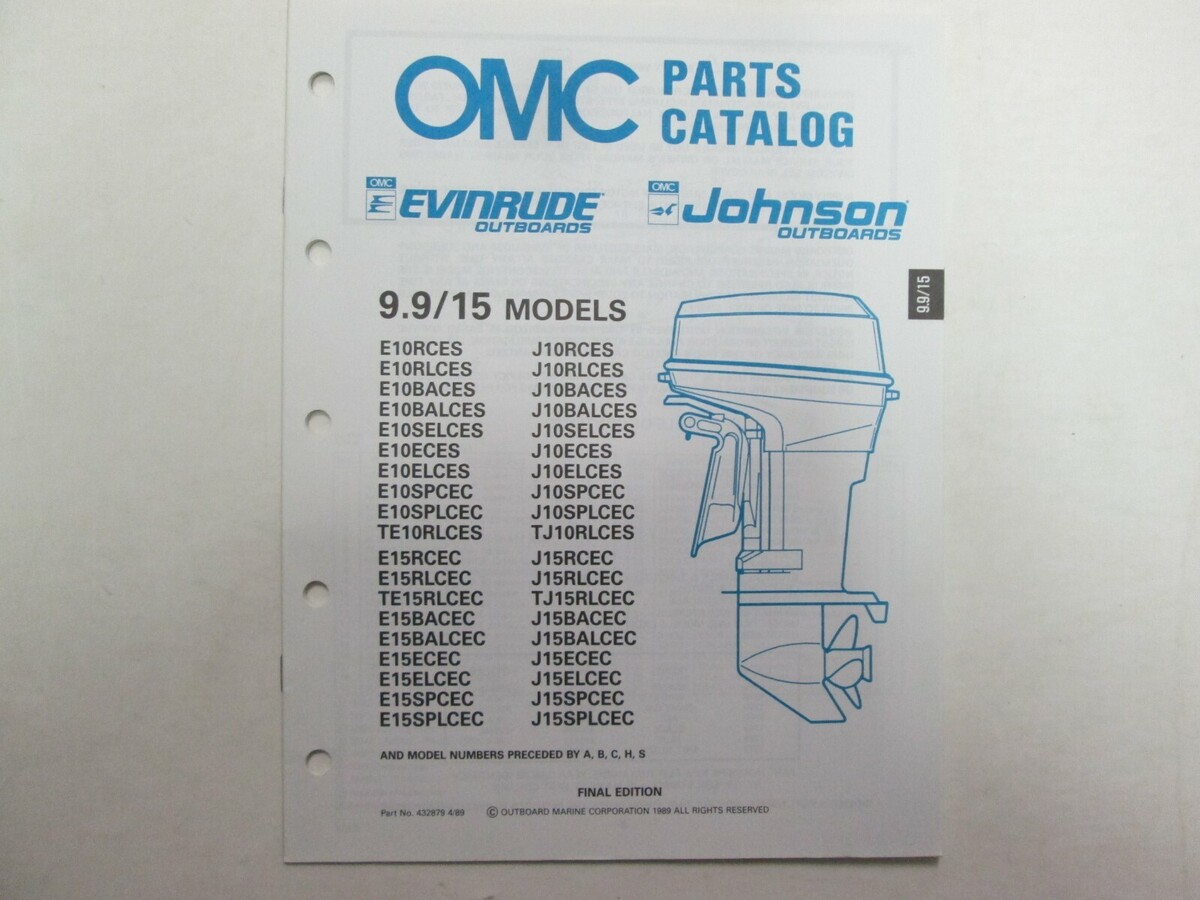 OMC PARTS
CATALOG
OMC
EVINRUDE
OUTBOARDS
OMC
Johnson
OUTBOARDS
9.9/15
9.9/15 MODELS
E10RCES J10RCES
E10RLCES J10RLCES
E10BACES J10BACES
E10BALCES J10BALCES
E10SELCES J10SELCES
E10ECES J10ECES
E10ELCES J10ELCES
E10SPCEC J10SPCEC
E10SPLCEC J10SPLCEC
TE10RLCES TJ10RLCES
E15RCEC J15RCEC
E15RLCEC J15RLCEC
TE15RLCEC TJ15RLCEC
E15BACEC J15BACEC
E15BALCEC J15BALCEC
E15ECEC J15ECEC
E15ELCEC J15ELCEC
E15SPCEC J15SPCEC
E15SPLCEC J15SPLCEC
AND MODEL NUMBERS PRECEDED BY A, B, C, H, S
FINAL EDITION
Part No. 432879 4/89 © OUTBOARD MARINE CORPORATION 1989 ALL RIGHTS RESERVED